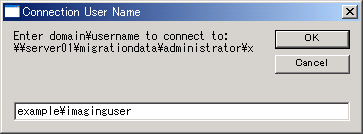 Connection User Name
Enter domain¥username to connect to:
¥¥server01¥migrationdata¥administrator¥x
OK
Cancel
example¥imaginguser